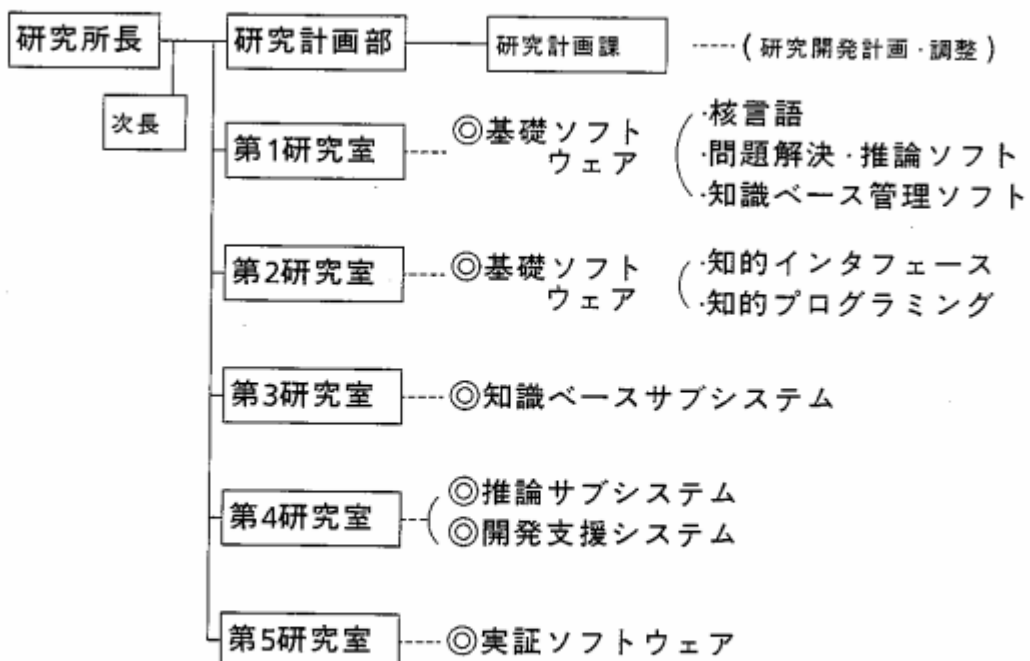 研究所長
研究計画部
研究計画課
(研究開発計画・調整)
次長
第1研究室
◎基礎ソフト
ウェア
・核言語
・問題解決・推論ソフト
・知識ベース管理ソフト
第2研究室
◎基礎ソフト
ウェア
・知的インタフェース
・知的プログラミング
第3研究室
◎知識ベースサブシステム
第4研究室
◎推論サブシステム
◎開発支援システム
第5研究室
◎実証ソフトウェア